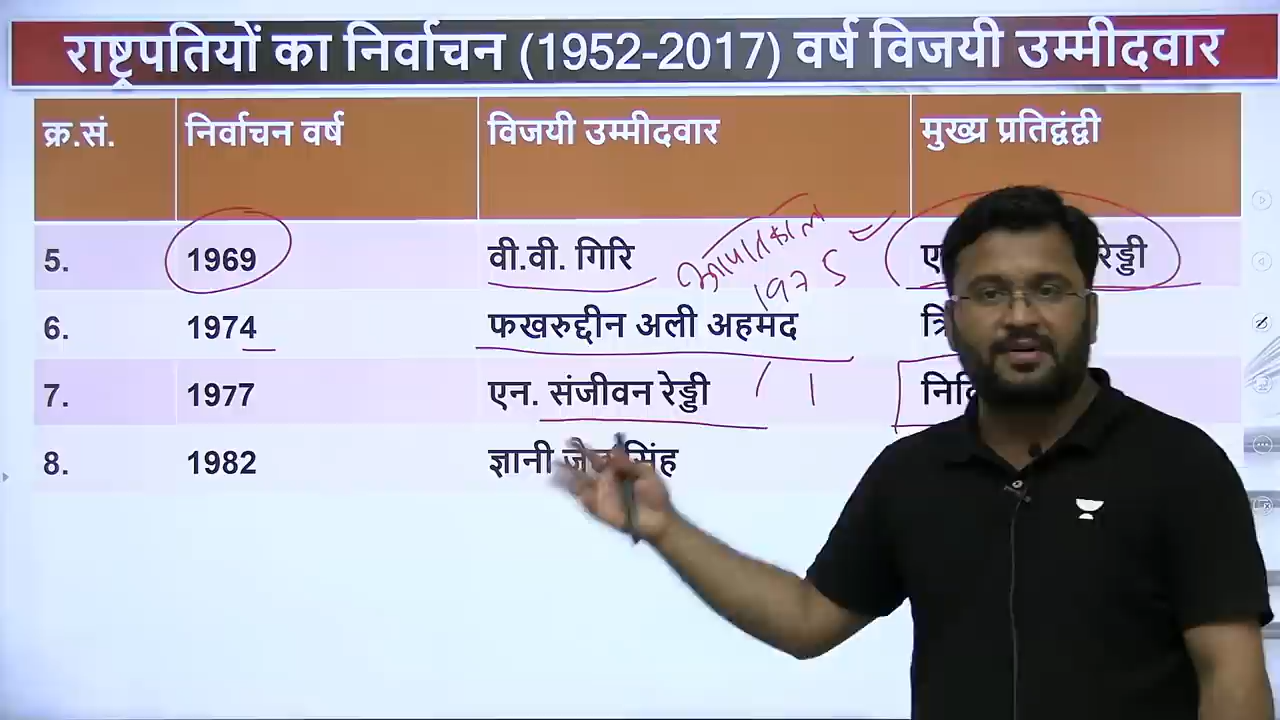 राष्ट्रपतियों का निर्वाचन (1952-2017) वर्ष विजयी उम्मीदवार
क्र.सं. निर्वाचन वर्ष विजयी उम्मीदवार मुख्य प्रतिद्वंद्वी
आपातकाल
1975
5. 1969 वी.वी. गिरि रेड्डी
6. 1974 फखरुद्दीन अली अहमद
7. 1977 एन. संजीवन रेड्डी
8. 1982 ज्ञानी सिंह